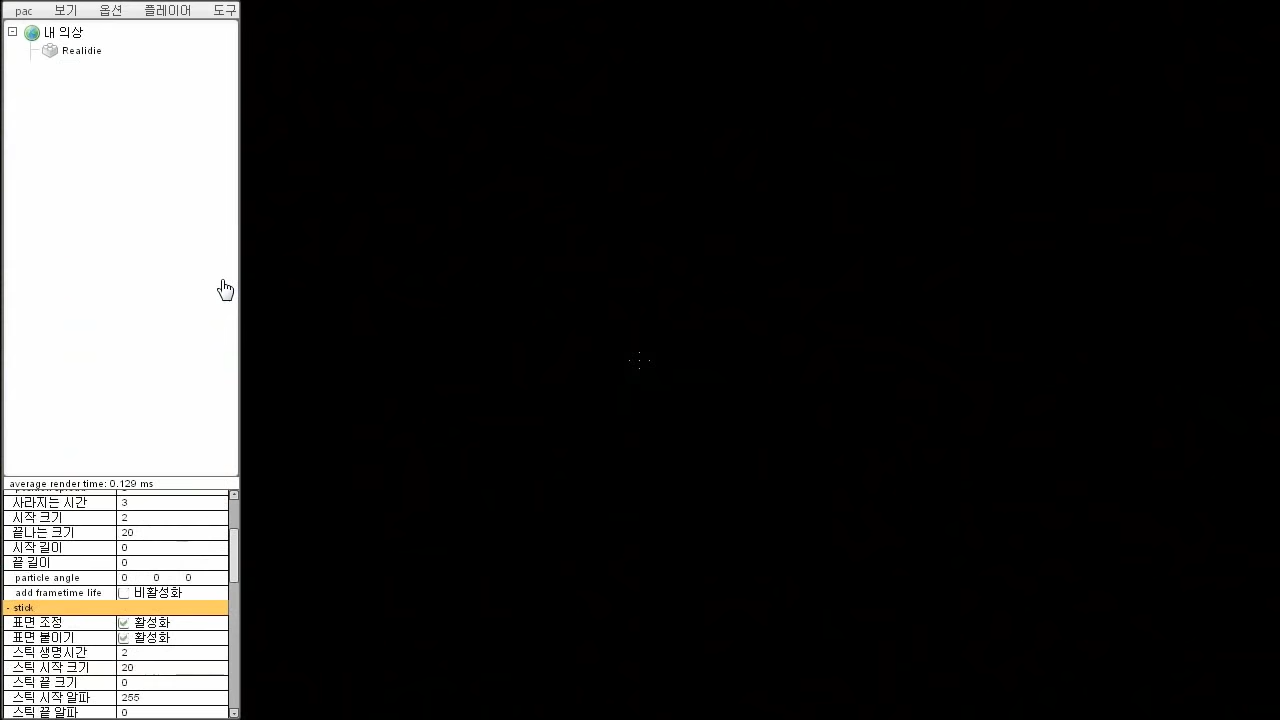 pac 보기 옵션 플레이어 도구
내 의상
Realidie
average render time: 0.129 ms
사라지는 시간 3
시작 크기 2
끝나는 크기 20
시작 길이 0
끝 길이 0
particle angle 0 0 0
add frametime life 비활성화
- stick
표면 조정 활성화
표면 붙이기 활성화
스틱 생명시간 2
스틱 시작 크기 20
스틱 끝 크기 0
스틱 시작 알파 255
스틱 끝 알파 0